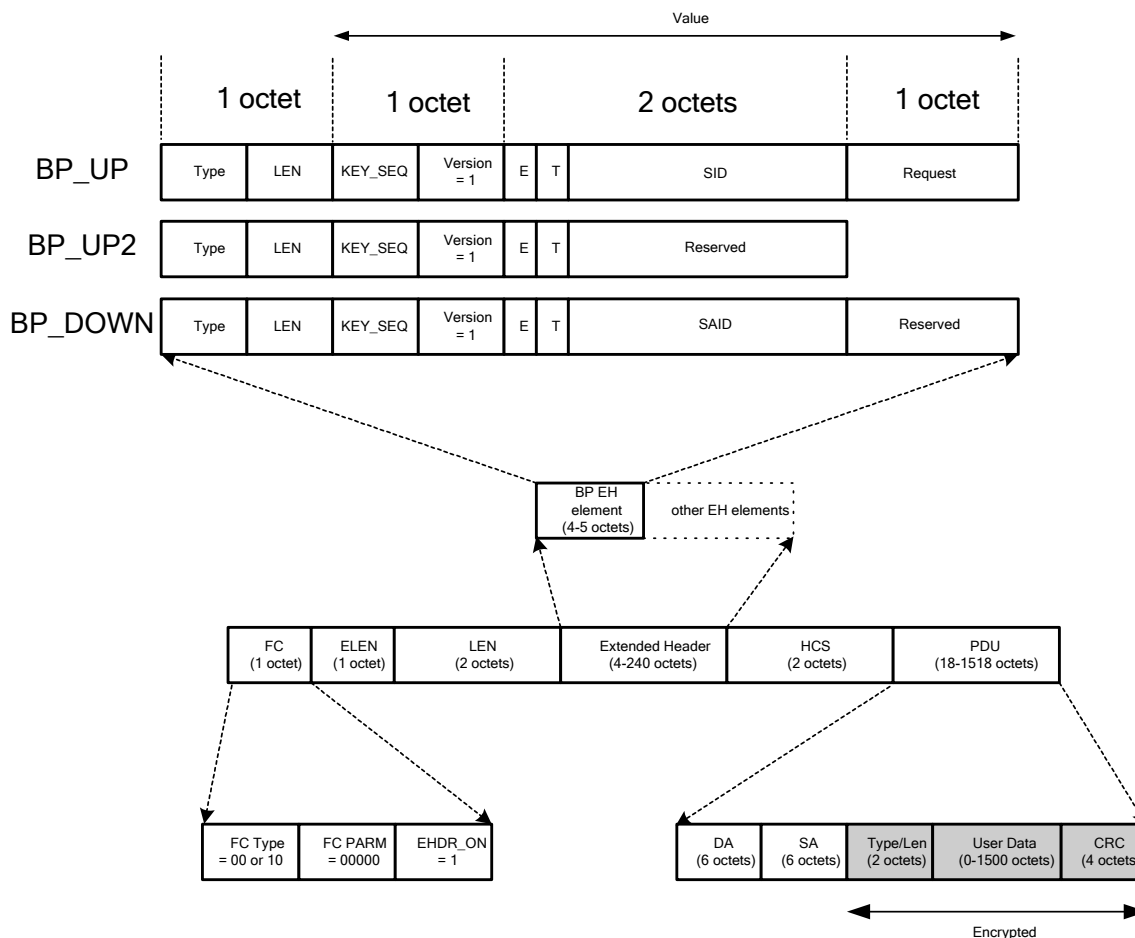 Value
1 octet 1 octet 2 octets 1 octet
BP_UP
Type LEN KEY_SEQ Version
= 1 E T SID Request
BP_UP2
Type LEN KEY_SEQ Version
= 1 E T Reserved
BP_DOWN
Type LEN KEY_SEQ Version
= 1 E T SAID Reserved
BP EH
element
(4-5 octets)
other EH elements
FC
(1 octet)
ELEN
(1 octet)
LEN
(2 octets)
Extended Header
(4-240 octets)
HCS
(2 octets)
PDU
(18-1518 octets)
FC Type
= 00 or 10
FC PARM
= 00000
EHDR_ON
= 1
DA
(6 octets)
SA
(6 octets)
Type/Len
(2 octets)
User Data
(0-1500 octets)
CRC
(4 octets
Encrypted